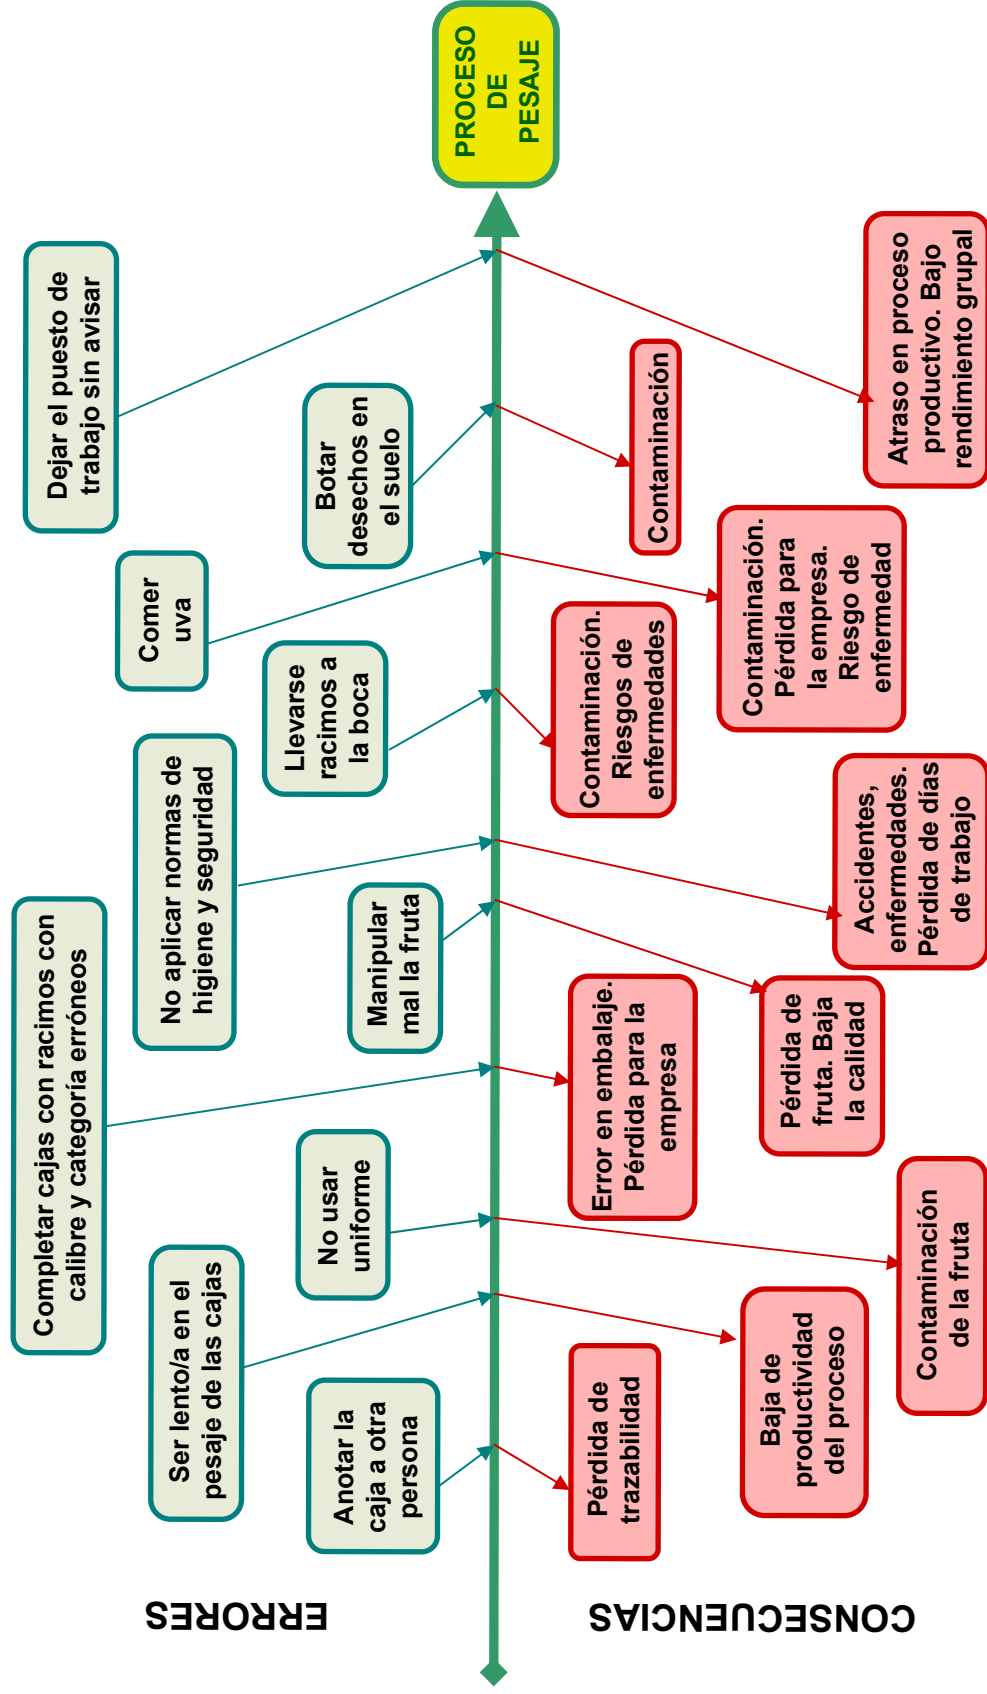 ERRORES
Anotar la
caja a otra
persona
Ser lento/a en el
pesaje de las cajas
No usar
uniforme
Completar cajas con racimos con
calibre y categoría erróneos
Manipular
mal la fruta
No aplicar normas de
higiene y seguridad
Llevarse
racimos a
la boca
Comer
uva
Botar
desechos en
el suelo
Dejar el puesto de
trabajo sin avisar
PROCESO
DE
PESAJE
CONSECUENCIAS
Pérdida de
trazabilidad
Baja de
productividad
del proceso
Contaminación
de la fruta
Error en embalaje.
Pérdida para la
empresa
Pérdida de
fruta. Baja
la calidad
Accidentes,
enfermedades.
Pérdida de días
de trabajo
Contaminación.
Riesgos de
enfermedades
Contaminación.
Pérdida para
la empresa.
Riesgo de
enfermedad
Contaminación
Atraso en proceso
productivo. Bajo
rendimiento grupal